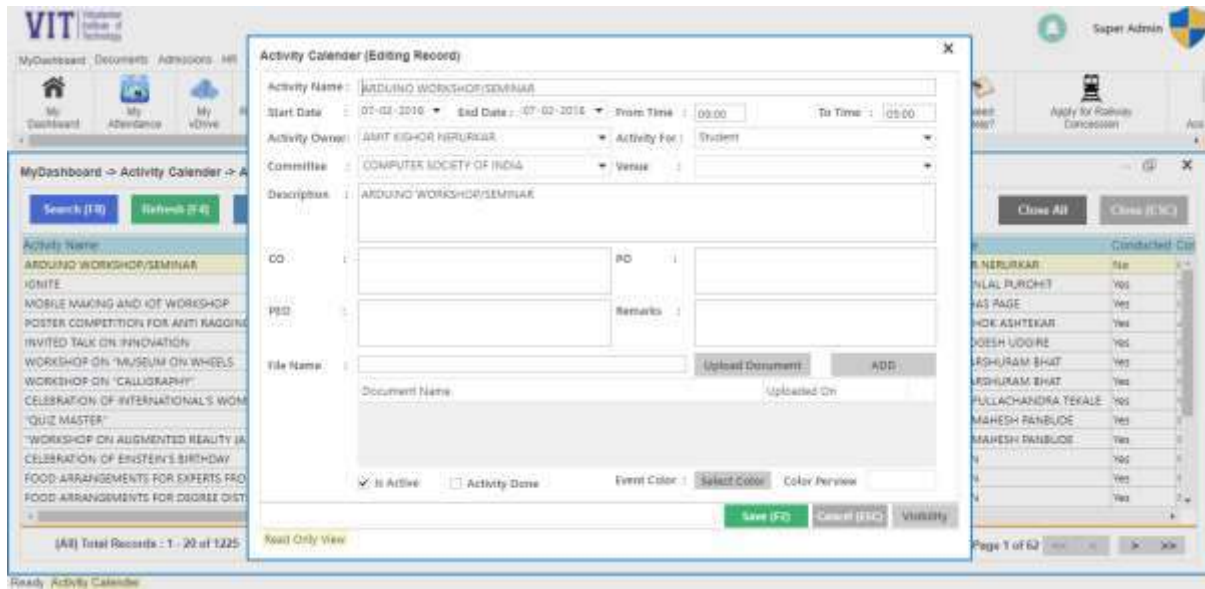 VIT Vidyalankar Institute of Technology
Super Admin
MyDashboard Documents Admissions HR
My Dashboard
My Attendance
My vDrive
Apply for Railway Concession
Activity Calender (Editing Record) X
Activity Name : ARDUINO WORKSHOP/SEMINAR
Start Date : 07-02-2016 End Date : 07-02-2016 From Time : 09:00 To Time : 05:00
Activity Owner : AMIT KISHOR NERURKAR Activity For : Student
Committee : COMPUTER SOCIETY OF INDIA Venue :
Description : ARDUINO WORKSHOP/SEMINAR
CO : PO :
PEO : Remarks :
File Name : Upload Document ADD
Document Name Uploaded On
Is Active Activity Done Event Color : Select Color Color Perview
Save (F2) Cancel (ESC) Visibility
Read Only View
MyDashboard -> Activity Calender -> A
Search (F8) Refresh (F4) Close All Close (ESC)
Activity Name Conducted
ARDUINO WORKSHOP/SEMINAR NERURKAR No
IGNITE PUROHIT Yes
MOBILE MAKING AND IOT WORKSHOP PAGE Yes
POSTER COMPETITION FOR ANTI RAGGING ASHTEKAR Yes
INVITED TALK ON INNOVATION UDGIRE Yes
WORKSHOP ON "MUSEUM ON WHEELS BHAT Yes
WORKSHOP ON "CALLIGRAPHY" BHAT Yes
CELEBRATION OF INTERNATIONAL'S WOM TEKALE Yes
"QUIZ MASTER" MAHESH PANBUDE Yes
"WORKSHOP ON AUGMENTED REALITY (A MAHESH PANBUDE Yes
CELEBRATION OF EINSTEIN'S BIRTHDAY Yes
FOOD ARRANGEMENTS FOR EXPERTS FRO Yes
FOOD ARRANGEMENTS FOR DEGREE DIST Yes
(All) Total Records : 1 - 20 of 1225 Page 1 of 62 << < > >>
Ready Activity Calender